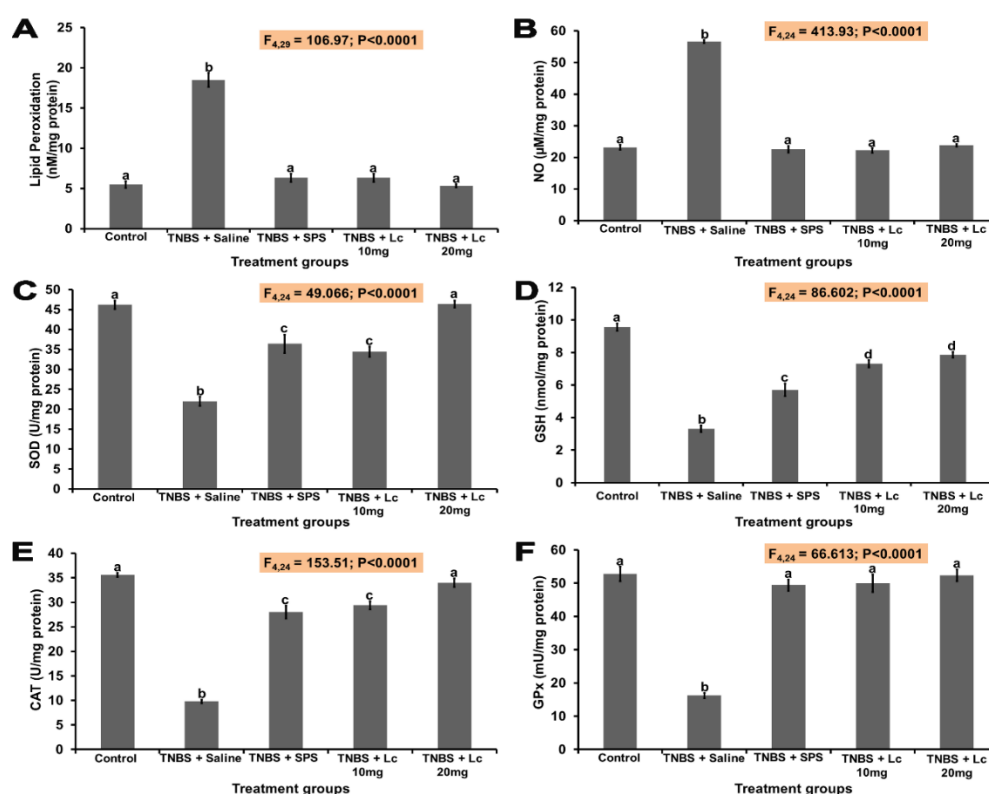 A
F4,29 = 106.97; P<0.0001
Lipid Peroxidation
(nM/mg protein)
25
20
15
10
5
0
a
b
a
a
a
Control
TNBS + Saline
TNBS + SPS
TNBS + Lc
10mg
TNBS + Lc
20mg
Treatment groups
B
F4,24 = 413.93; P<0.0001
NO (µM/mg protein)
60
50
40
30
20
10
0
a
b
a
a
a
Control
TNBS + Saline
TNBS + SPS
TNBS + Lc
10mg
TNBS + Lc
20mg
Treatment groups
C
F4,24 = 49.066; P<0.0001
SOD (U/mg protein)
50
45
40
35
30
25
20
15
10
5
0
a
b
c
c
a
Control
TNBS + Saline
TNBS + SPS
TNBS + Lc
10mg
TNBS + Lc
20mg
Treatment groups
D
F4,24 = 86.602; P<0.0001
GSH (nmol/mg protein)
12
10
8
6
4
2
0
a
b
c
d
d
Control
TNBS + Saline
TNBS + SPS
TNBS + Lc
10mg
TNBS + Lc
20mg
Treatment groups
E
F4,24 = 153.51; P<0.0001
CAT (U/mg protein)
40
35
30
25
20
15
10
5
0
a
b
c
c
a
Control
TNBS + Saline
TNBS + SPS
TNBS + Lc
10mg
TNBS + Lc
20mg
Treatment groups
F
F4,24 = 66.613; P<0.0001
GPx (mU/mg protein)
60
50
40
30
20
10
0
a
b
a
a
a
Control
TNBS + Saline
TNBS + SPS
TNBS + Lc
10mg
TNBS + Lc
20mg
Treatment groups